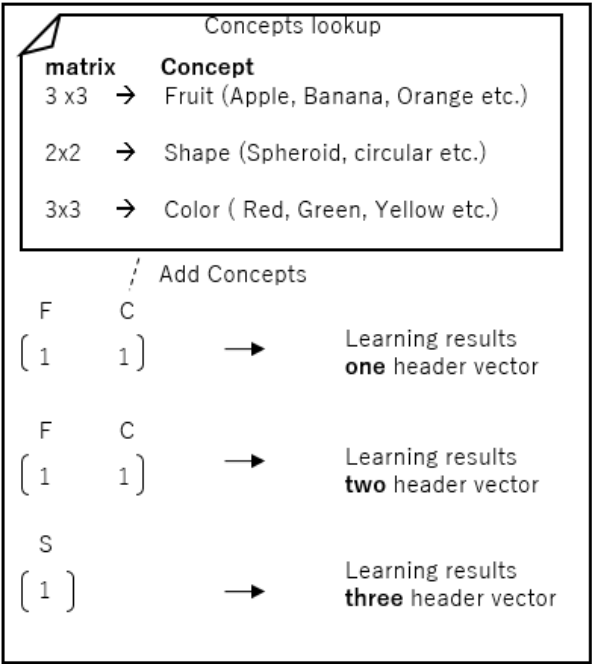 Concepts lookup
matrix Concept
3 x3 → Fruit (Apple, Banana, Orange etc.)
2x2 → Shape (Spheroid, circular etc.)
3x3 → Color ( Red, Green, Yellow etc.)
Add Concepts
F C
( 1 1 ) → Learning results
one header vector
F C
( 1 1 ) → Learning results
two header vector
S
( 1 ) → Learning results
three header vector